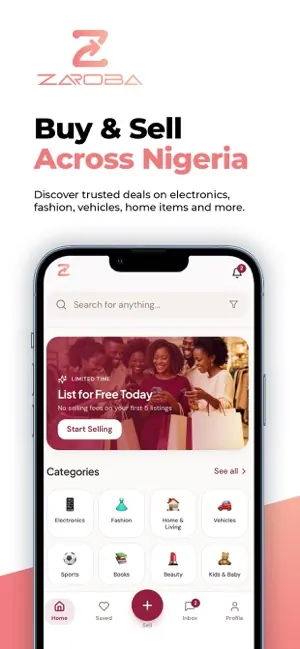 ZAROBA
Buy & Sell
Across Nigeria
Discover trusted deals on electronics,
fashion, vehicles, home items and more.
Search for anything...
LIMITED TIME
List for Free Today
No selling fees on your first 5 listings
Start Selling
Categories
See all
Electronics
Fashion
Home &
Living
Vehicles
Sports
Books
Beauty
Kids & Baby
Home
Saved
Sell
Inbox
Profile